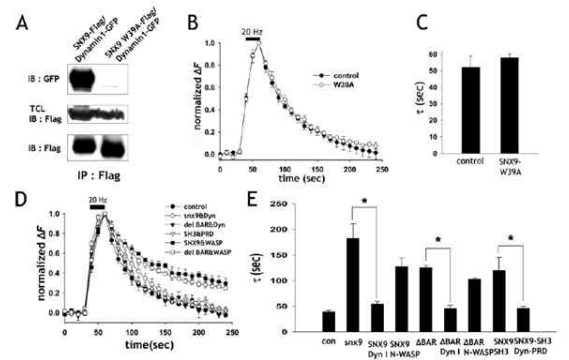 A
SNX9-Flag/
Dynamin1-GFP
SNX9 W39A-Flag/
Dynamin1-GFP
IB : GFP
TCL
IB : Flag
IB : Flag
IP : Flag
B
20 Hz
control
W39A
normalized ΔF
1.0
0.8
0.6
0.4
0.2
0.0
0 50 100 150 200 250
time (sec)
C
τ (sec)
60
50
40
30
20
10
0
control
SNX9-
W39A
D
20 Hz
control
snx9&Dyn
del BAR&Dyn
SH3&PRD
SNX9&WASP
del BAR&WASP
normalized ΔF
1.0
0.8
0.6
0.4
0.2
0.0
0 50 100 150 200 250
time(sec)
E
τ (sec)
250
200
150
100
50
0
*
*
*
con
snx9
SNX9
Dyn I
SNX9
N-WASP
ΔBAR
ΔBAR
Dyn I
ΔBAR
N-WASP
SNX9
SH3
SNX9-SH3
Dyn-PRD